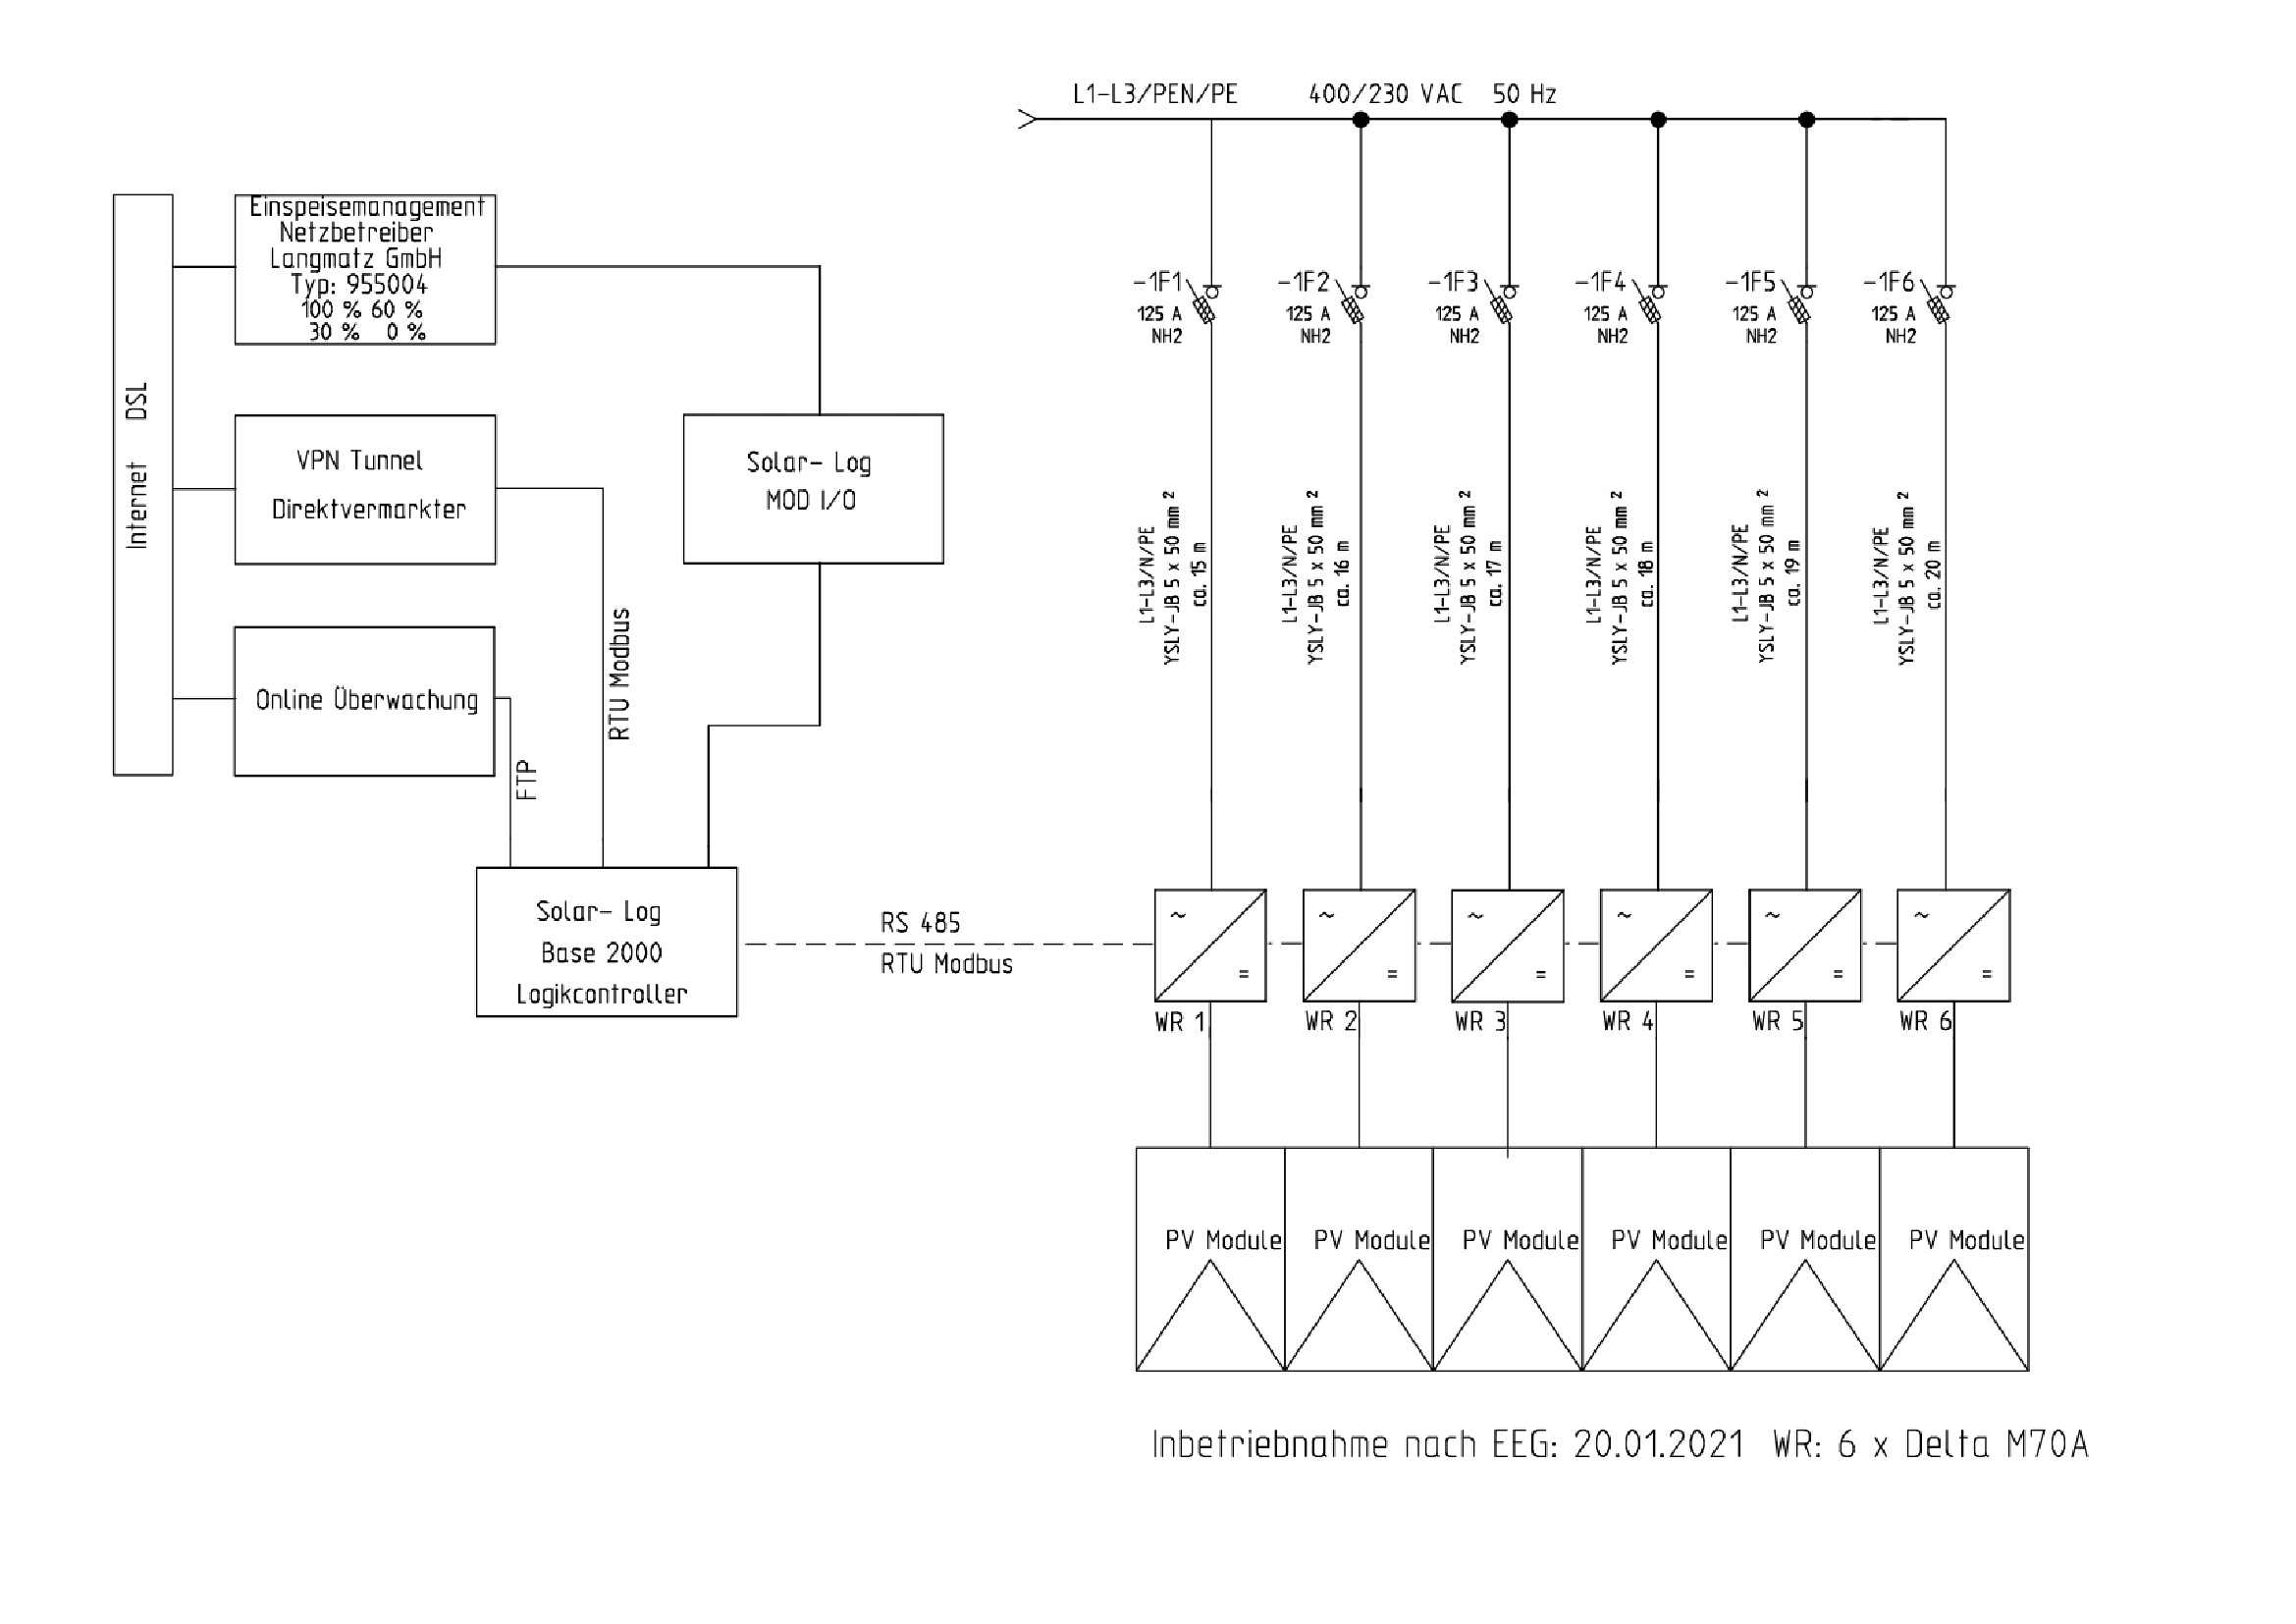 L1-L3/PEN/PE 400/230 VAC 50 Hz
Einspeisemanagement
Netzbetreiber
Langmatz GmbH
Typ: 955004
100 % 60 %
30 % 0 %
Internet DSL
VPN Tunnel
Direktvermarkter
Online Überwachung
FTP
RTU Modbus
Solar- Log
MOD I/O
Solar- Log
Base 2000
Logikcontroller
RS 485
RTU Modbus
-1F1
125 A
NH2
-1F2
125 A
NH2
-1F3
125 A
NH2
-1F4
125 A
NH2
-1F5
125 A
NH2
-1F6
125 A
NH2
L1-L3/N/PE
YSLY-JB 5 x 50 mm 2
ca. 15 m
L1-L3/N/PE
YSLY-JB 5 x 50 mm 2
ca. 16 m
L1-L3/N/PE
YSLY-JB 5 x 50 mm 2
ca. 17 m
L1-L3/N/PE
YSLY-JB 5 x 50 mm 2
ca. 18 m
L1-L3/N/PE
YSLY-JB 5 x 50 mm 2
ca. 19 m
L1-L3/N/PE
YSLY-JB 5 x 50 mm 2
ca. 20 m
~ =
~ =
~ =
~ =
~ =
~ =
WR 1
WR 2
WR 3
WR 4
WR 5
WR 6
PV Module
PV Module
PV Module
PV Module
PV Module
PV Module
Inbetriebnahme nach EEG: 20.01.2021 WR: 6 x Delta M70A